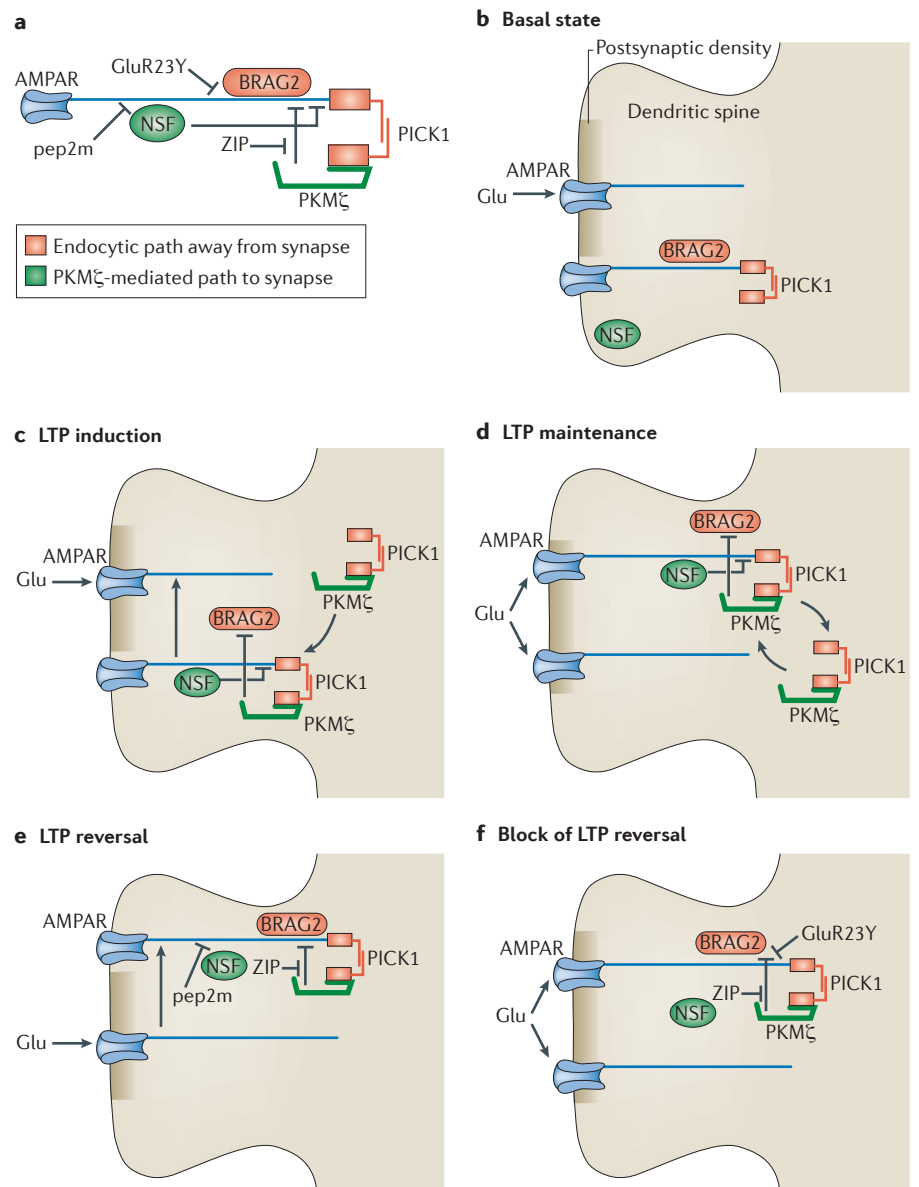 a
AMPAR
GluR23Y
BRAG2
NSF
pep2m
ZIP
PICK1
PKMζ
Endocytic path away from synapse
PKMζ-mediated path to synapse
b Basal state
Postsynaptic density
Dendritic spine
AMPAR
Glu
BRAG2
PICK1
NSF
c LTP induction
AMPAR
Glu
PICK1
PKMζ
BRAG2
NSF
PICK1
PKMζ
d LTP maintenance
BRAG2
AMPAR
NSF
PICK1
Glu
PKMζ
PICK1
PKMζ
e LTP reversal
AMPAR
BRAG2
NSF
ZIP
PICK1
pep2m
Glu
f Block of LTP reversal
GluR23Y
BRAG2
AMPAR
ZIP
PICK1
NSF
Glu
PKMζ